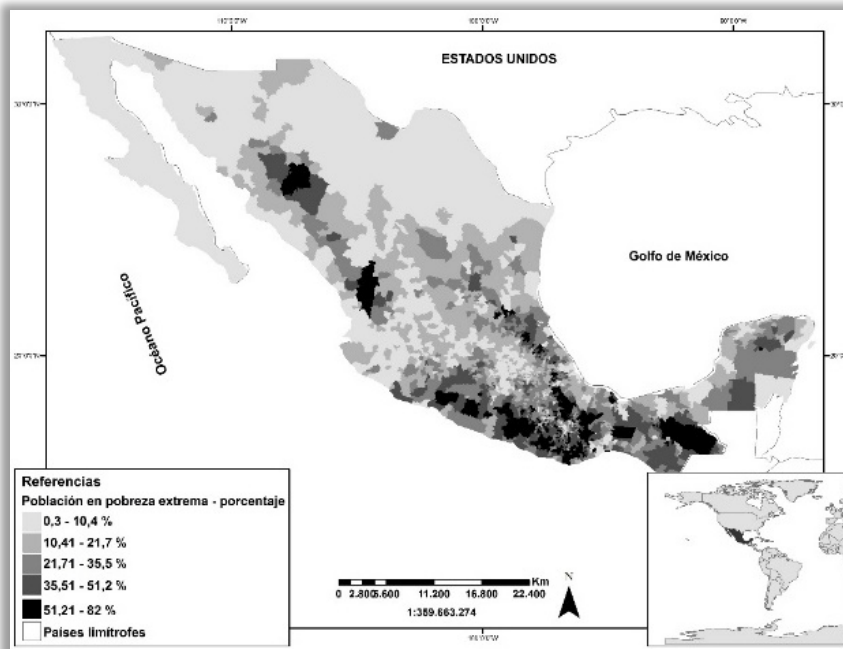 ESTADOS UNIDOS
Golfo de México
Océano Pacífico
Referencias
Población en pobreza extrema - porcentaje
0,3 - 10,4 %
10,41 - 21,7 %
21,71 - 35,5 %
35,51 - 51,2 %
51,21 - 82 %
Países limítrofes
N
Km
0 2.800 5.600 11.200 16.800 22.400
1:359.663.274